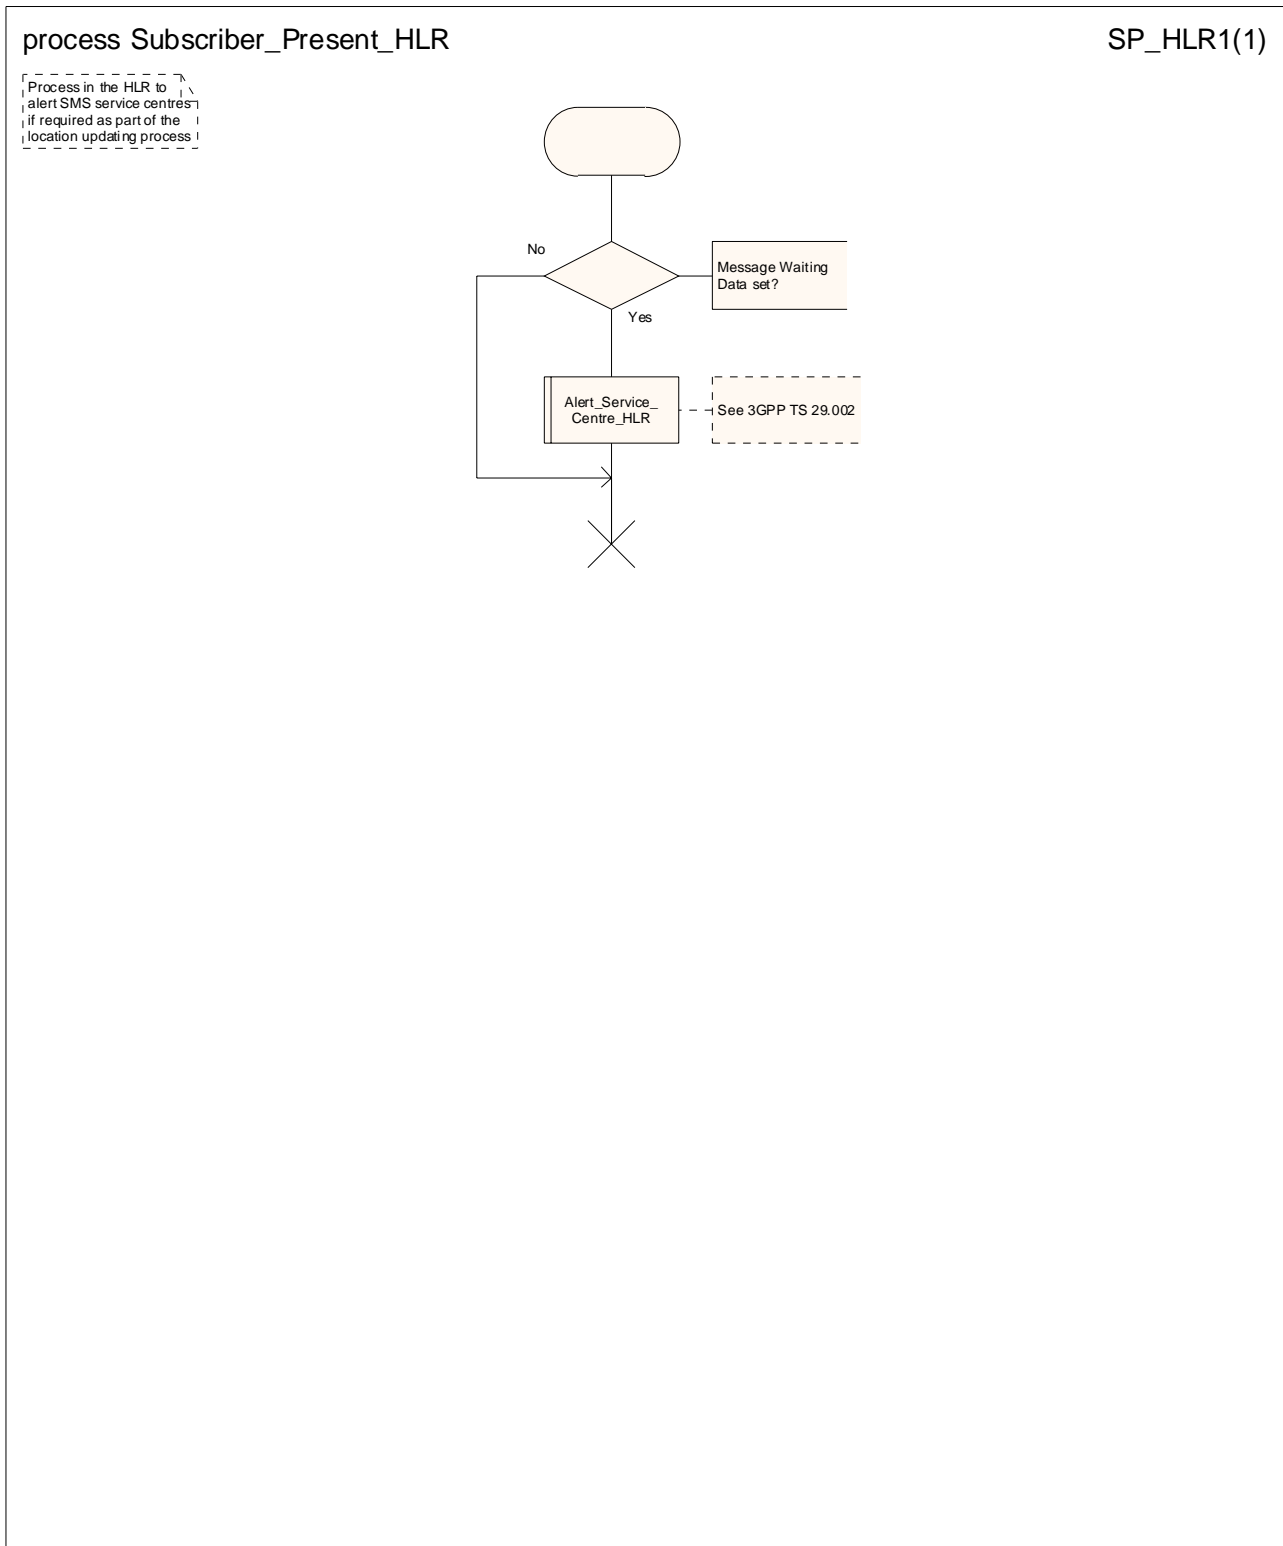 process Subscriber_Present_HLR
SP_HLR1(1)
Process in the HLR to
alert SMS service centres
if required as part of the
location updating process
No
Message Waiting
Data set?
Yes
Alert_Service_
Centre_HLR
See 3GPP TS 29.002